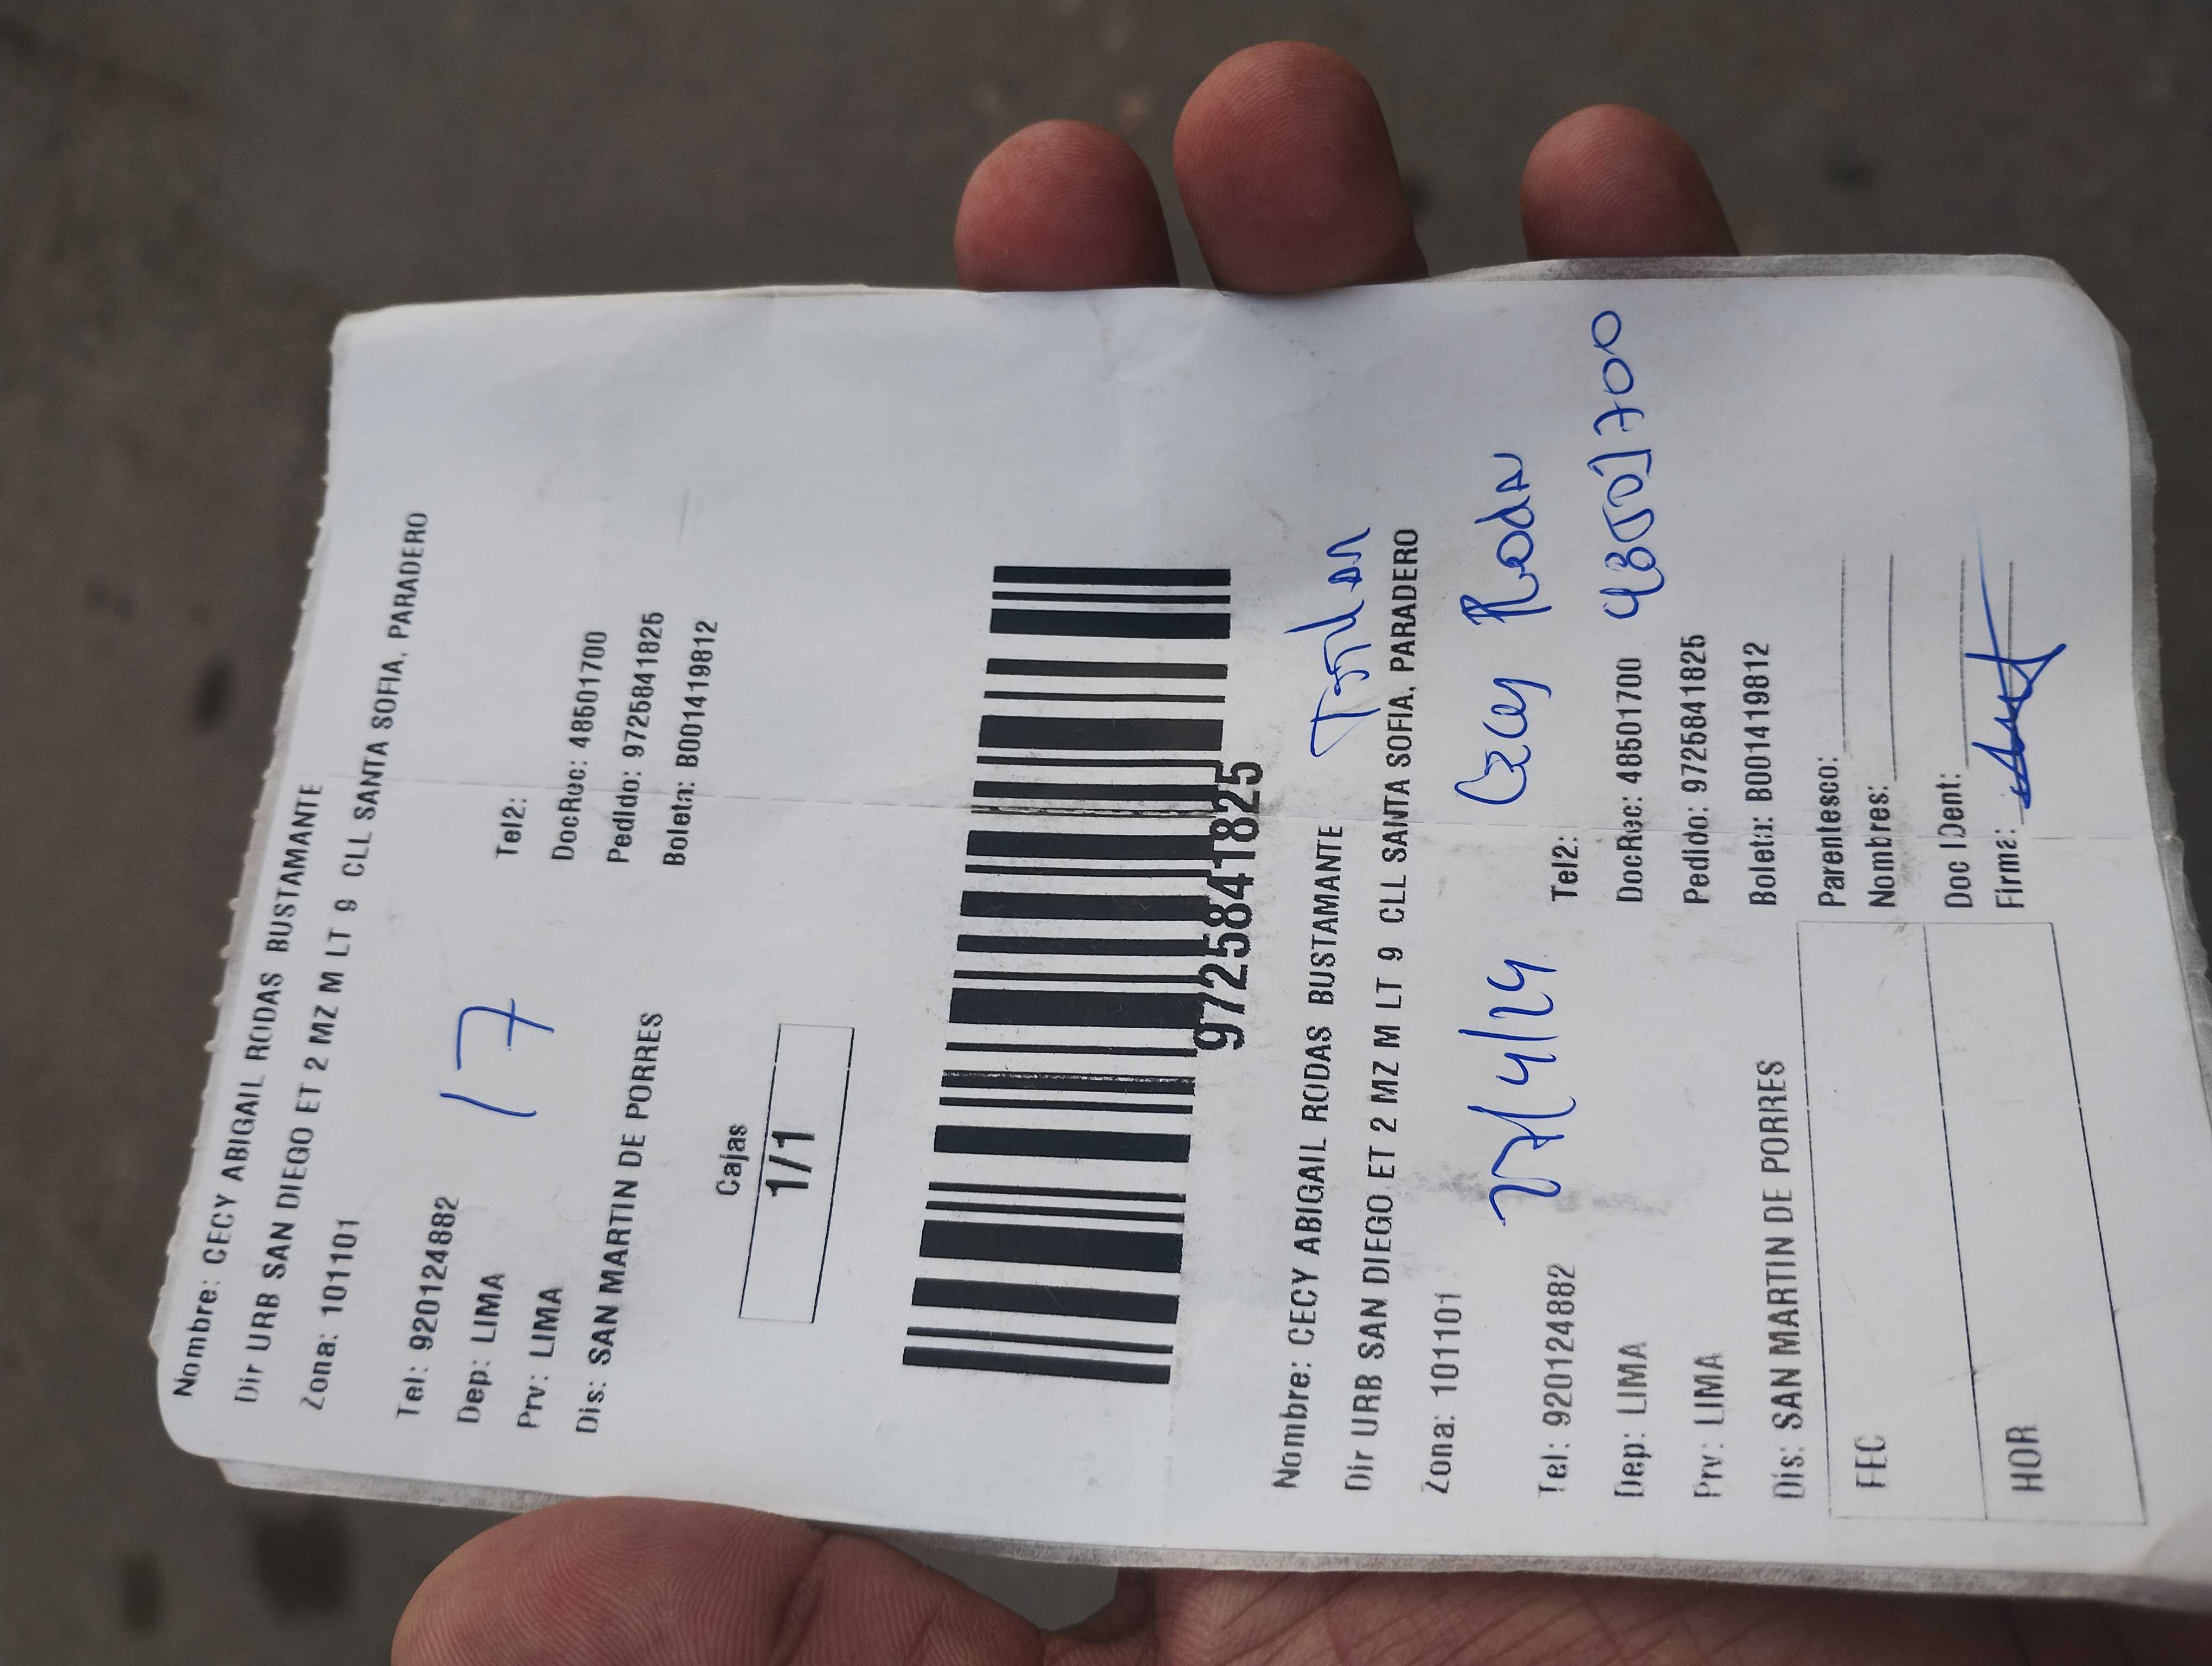 Nombre: CECY ABIGAIL RODAS BUSTAMANTE
Dir URB SAN DIEGO ET 2 MZ M LT 9 CLL SANTA SOFIA, PARADERO
Zona: 101101
Tel: 920124882
Tel2:
Dep: LIMA
17
DocRec: 48501700
Prv: LIMA
Pedido: 9725841825
Dis: SAN MARTIN DE PORRES
Boleta: B001419812
Cajas
1/1
9725841825
Nombre: CECY ABIGAIL RODAS BUSTAMANTE
Dir URB SAN DIEGO ET 2 MZ M LT 9 CLL SANTA SOFIA, PARADERO
Zona: 101101
27/4/24
Cecy Rodas
Tel: 920124882
Tel2:
Dep: LIMA
DocRec: 48501700
48501700
Prv: LIMA
Pedido: 9725841825
Dis: SAN MARTIN DE PORRES
Boleta: B001419812
FEC
Parentesco:
Nombres:
HOR
Doc IDent:
Firma: